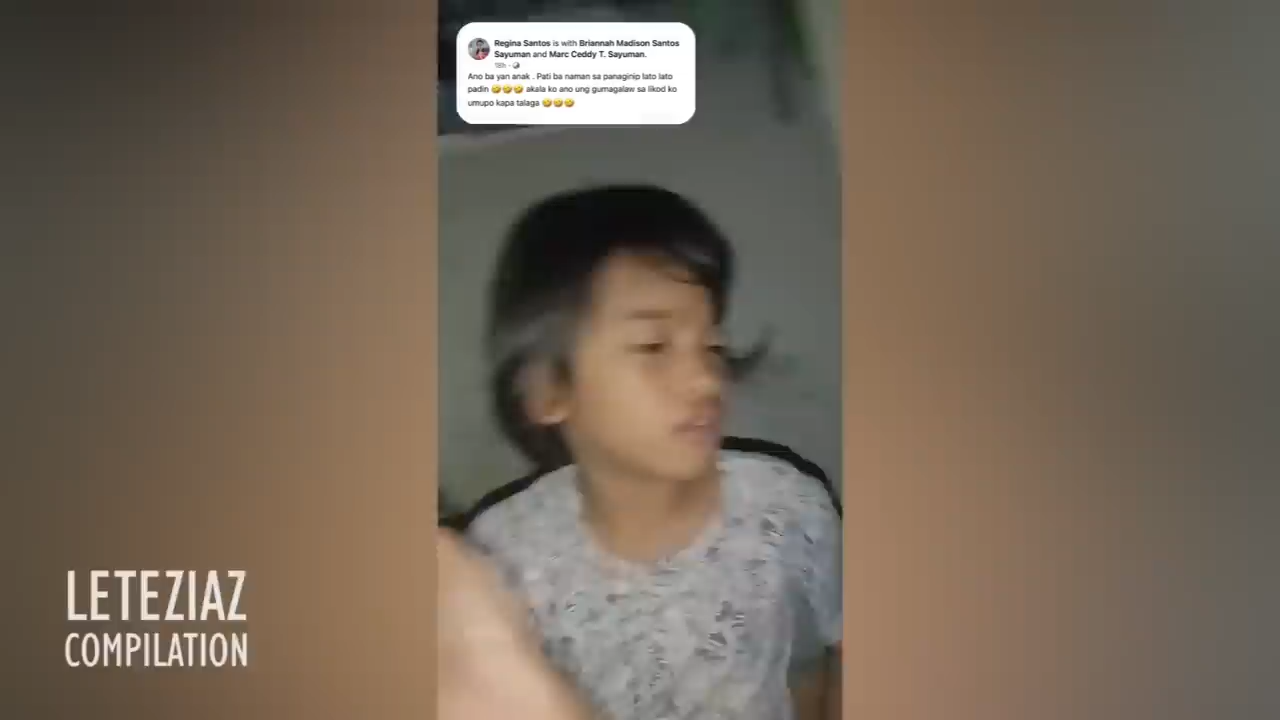 Regina Santos is with Briannah Madison Santos
Sayuman and Marc Ceddy T. Sayuman.
18h ·
Ano ba yan anak . Pati ba naman sa panaginip lato lato
padin 🤣🤣🤣 akala ko ano ung gumagalaw sa likod ko
umupo kapa talaga 🤣🤣🤣
LETEZIAZ
COMPILATION